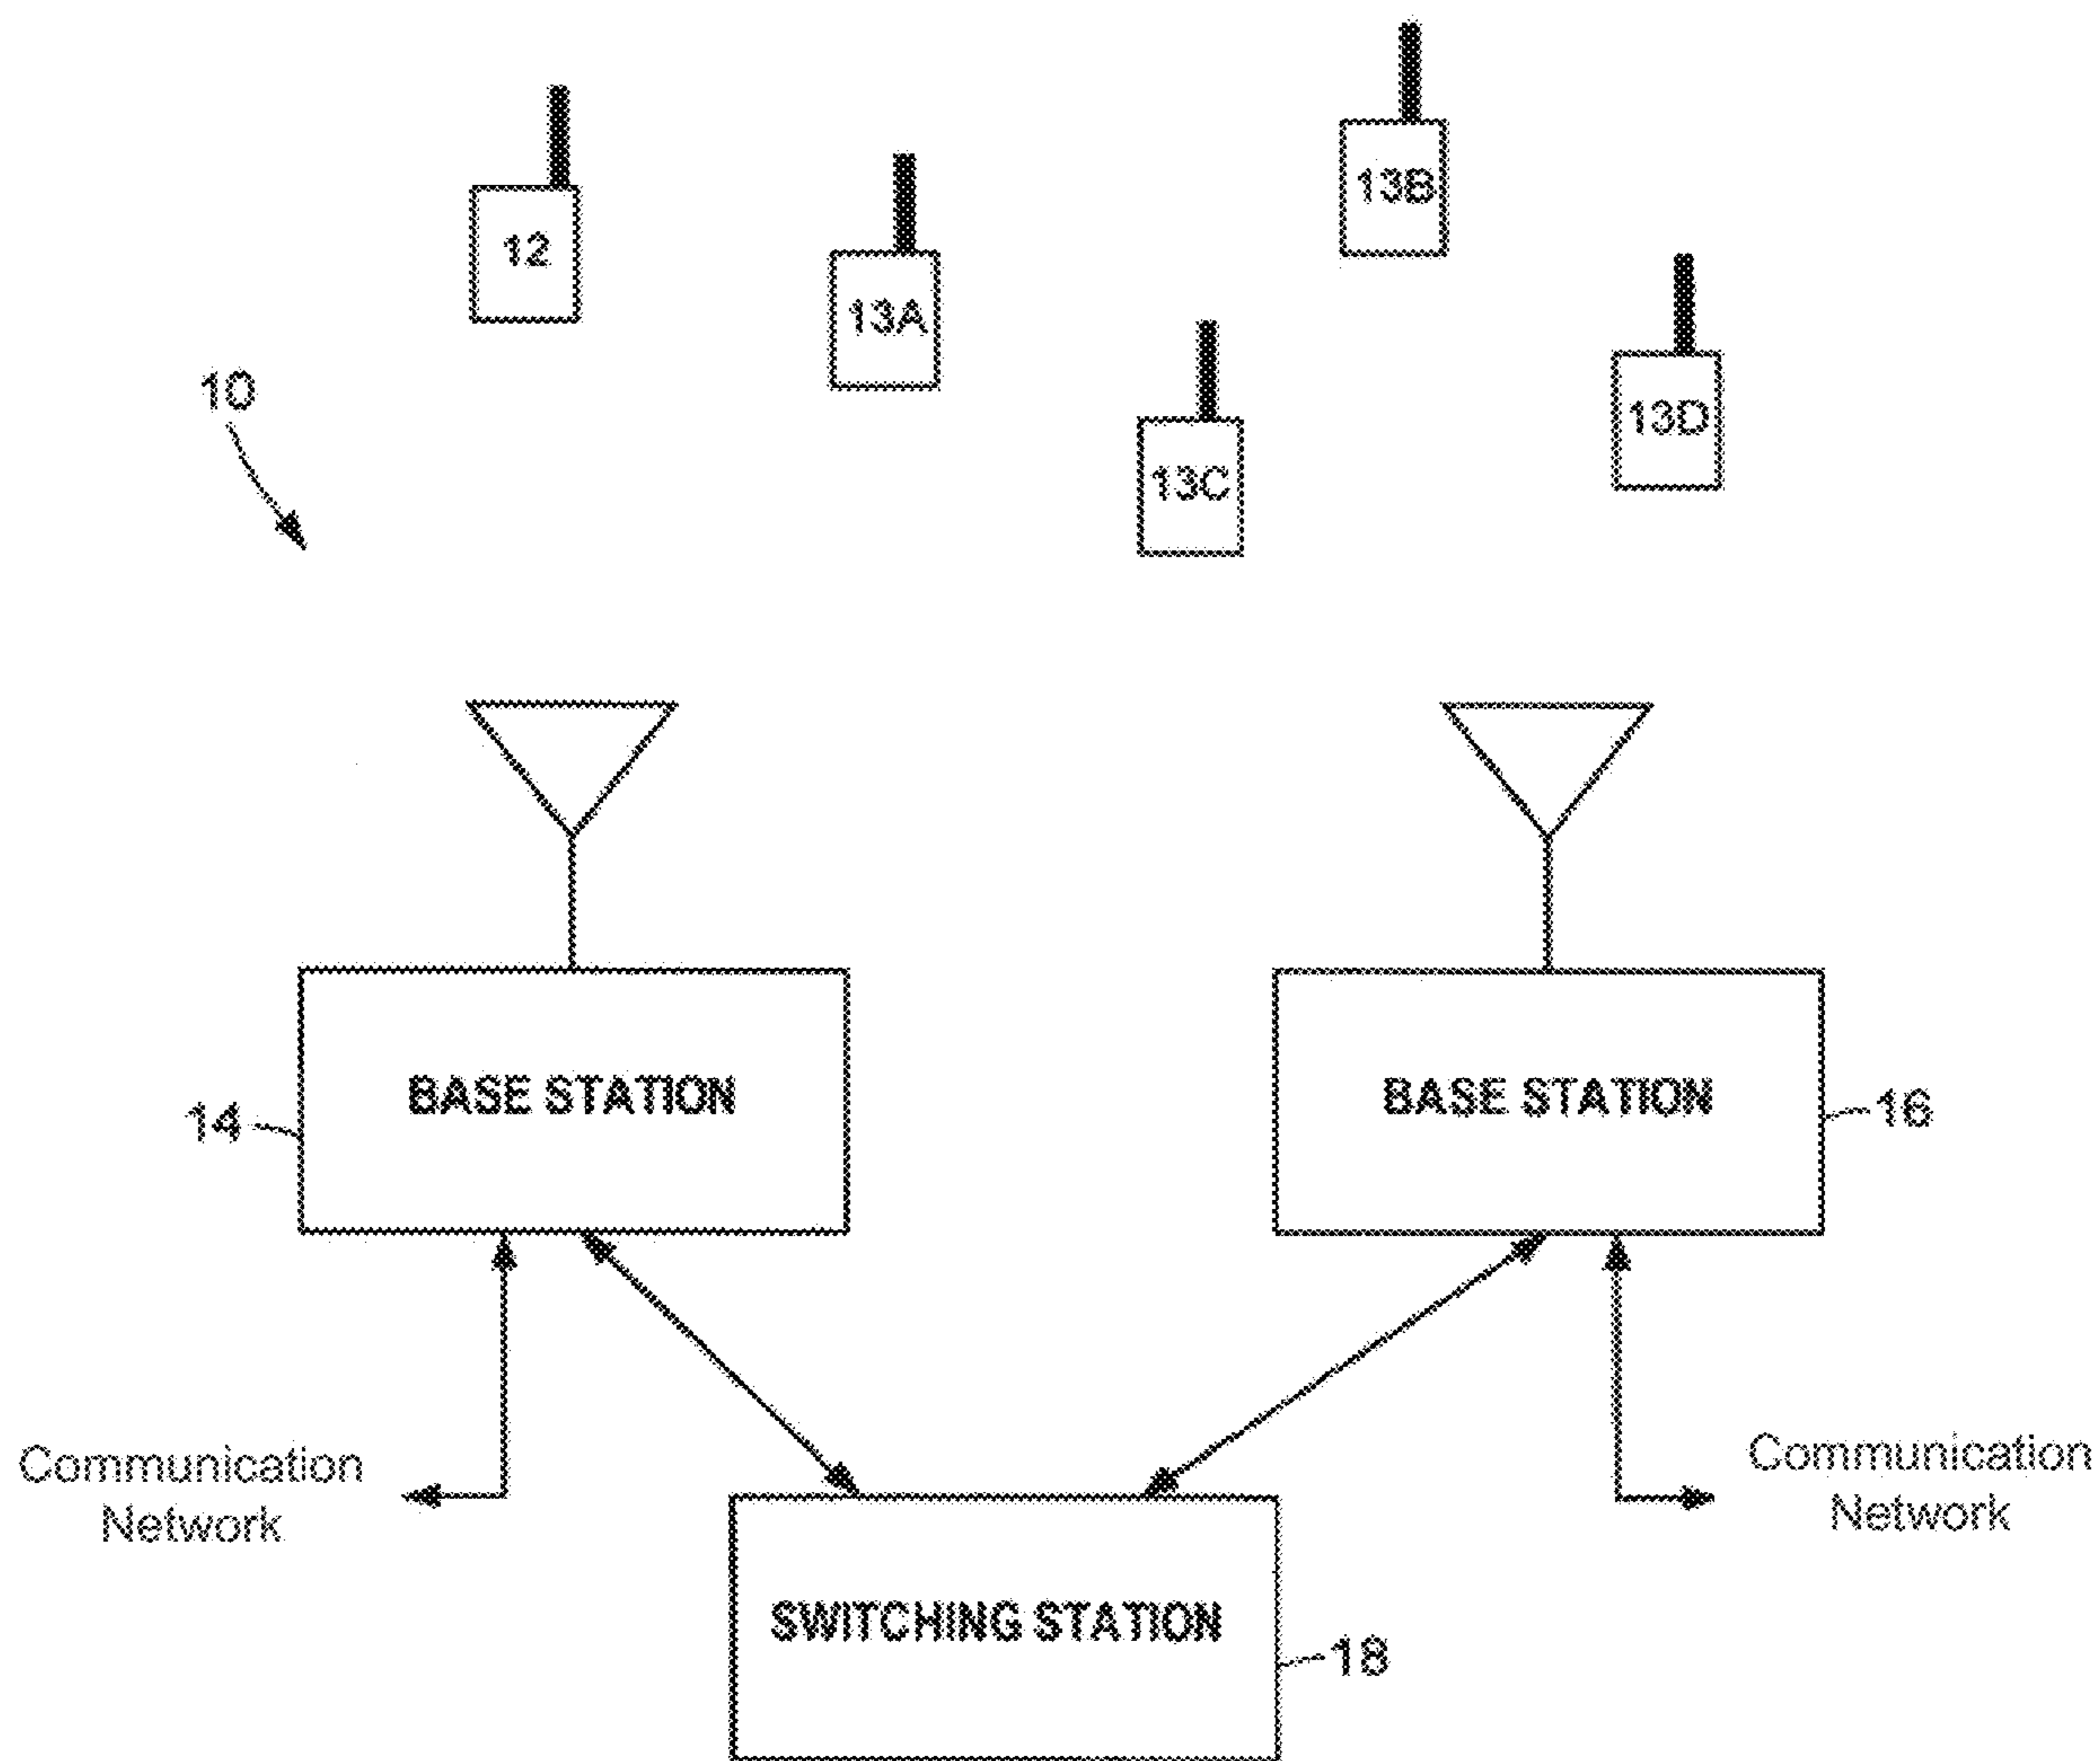 13B
12
13A
10
13D
13C
BASE STATION
BASE STATION
14
16
Communication
Network
Communication
Network
SWITCHING STATION
18